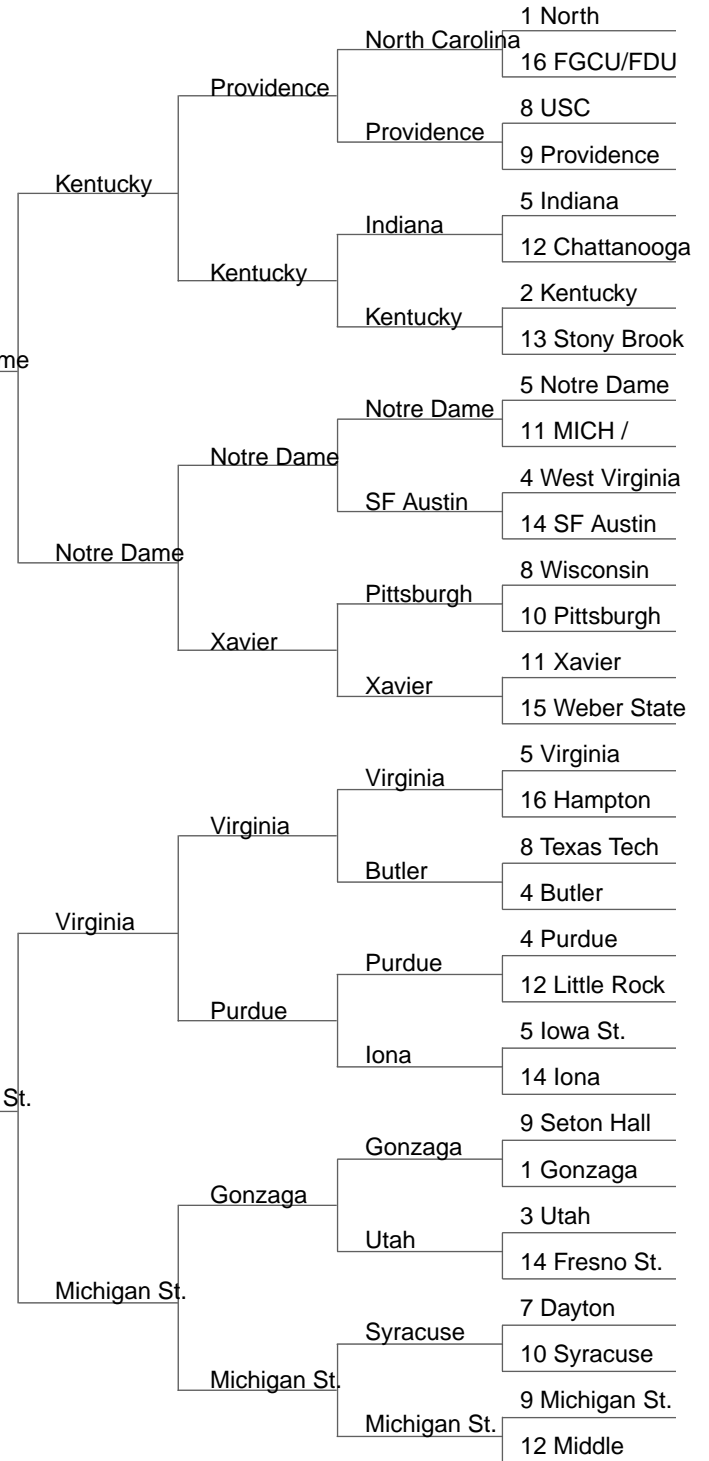 1 North
North Carolina
16 FGCU/FDU
Providence
8 USC
Providence
9 Providence
Kentucky
5 Indiana
Indiana
12 Chattanooga
Kentucky
2 Kentucky
Kentucky
13 Stony Brook
me
5 Notre Dame
Notre Dame
11 MICH /
Notre Dame
4 West Virginia
SF Austin
14 SF Austin
Notre Dame
8 Wisconsin
Pittsburgh
10 Pittsburgh
Xavier
11 Xavier
Xavier
15 Weber State
5 Virginia
Virginia
16 Hampton
Virginia
8 Texas Tech
Butler
4 Butler
Virginia
4 Purdue
Purdue
12 Little Rock
Purdue
5 Iowa St.
Iona
14 Iona
St.
9 Seton Hall
Gonzaga
1 Gonzaga
Gonzaga
3 Utah
Utah
14 Fresno St.
Michigan St.
7 Dayton
Syracuse
10 Syracuse
Michigan St.
9 Michigan St.
Michigan St.
12 Middle